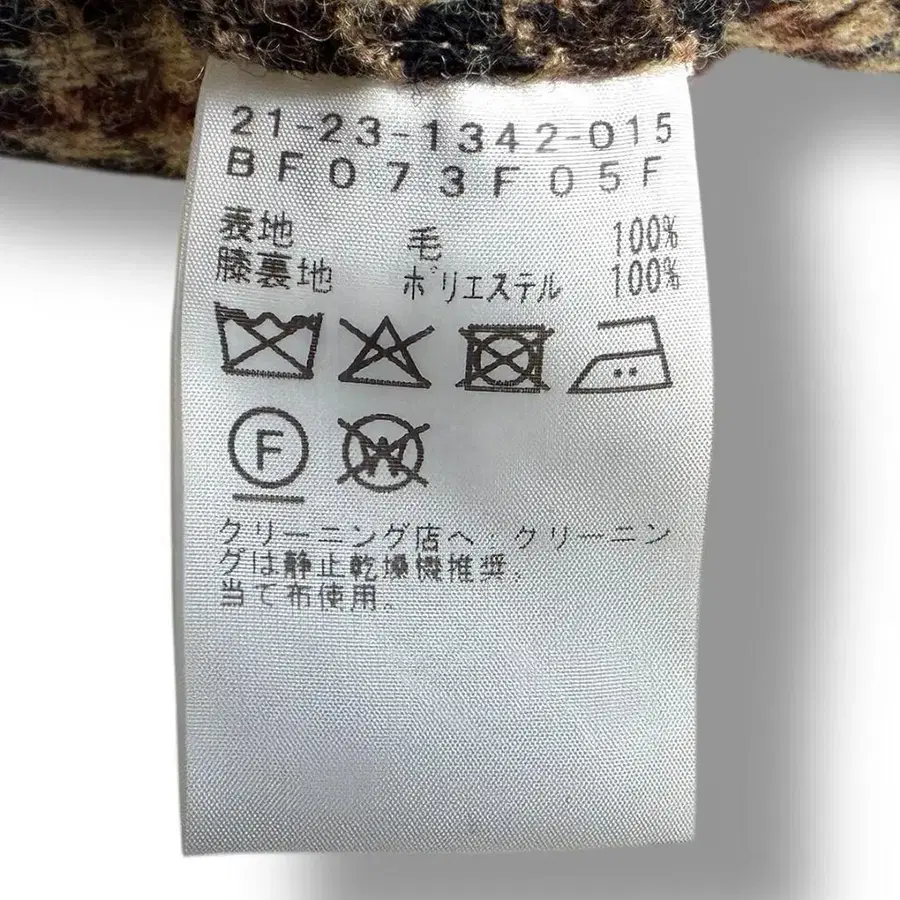 21-23-1342-015
BF073F05F
表地 毛 100%
膝裏地 ポリエステル 100%
F
W
クリーニング店へ クリーニン
グは静止乾燥機推奨。
当て布使用。